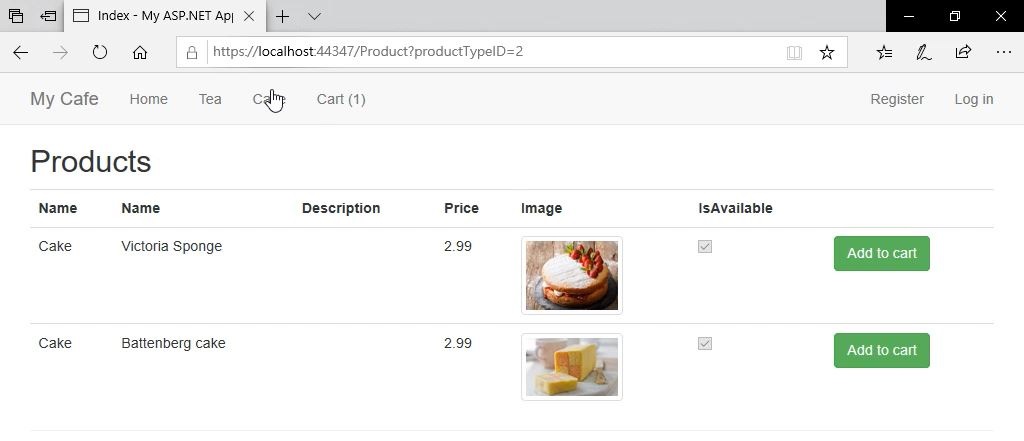 Index - My ASP.NET Ap
https://localhost:44347/Product?productTypeID=2
My Cafe Home Tea Cart (1) Register Log in
Products
Name Name Description Price Image IsAvailable
Cake Victoria Sponge 2.99 Add to cart
Cake Battenberg cake 2.99 Add to cart